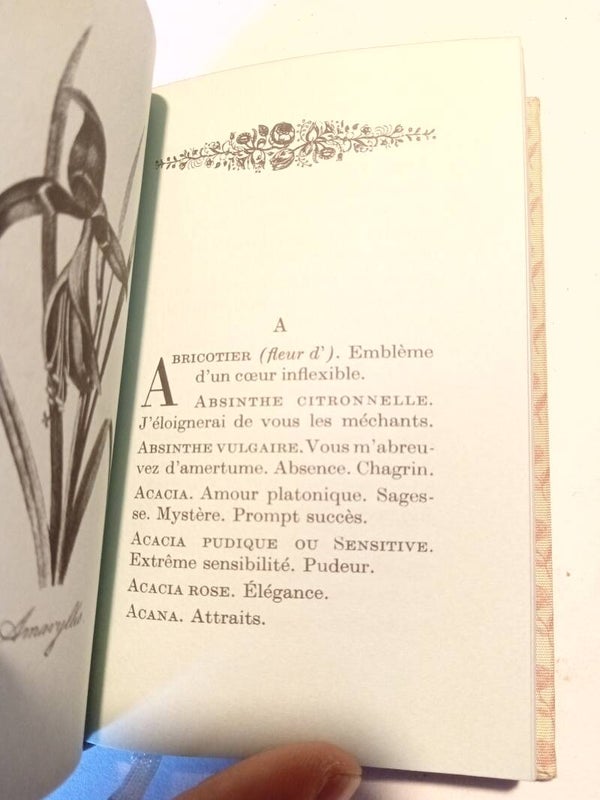 Amaryllis
A
ABRICOTIER (fleur d'). Emblème
d'un cœur inflexible.
ABSINTHE CITRONNELLE.
J'éloignerai de vous les méchants.
ABSINTHE VULGAIRE. Vous m'abreu-
vez d'amertume. Absence. Chagrin.
ACACIA. Amour platonique. Sages-
se. Mystère. Prompt succès.
ACACIA PUDIQUE OU SENSITIVE.
Extrême sensibilité. Pudeur.
ACACIA ROSE. Élégance.
ACANA. Attraits.